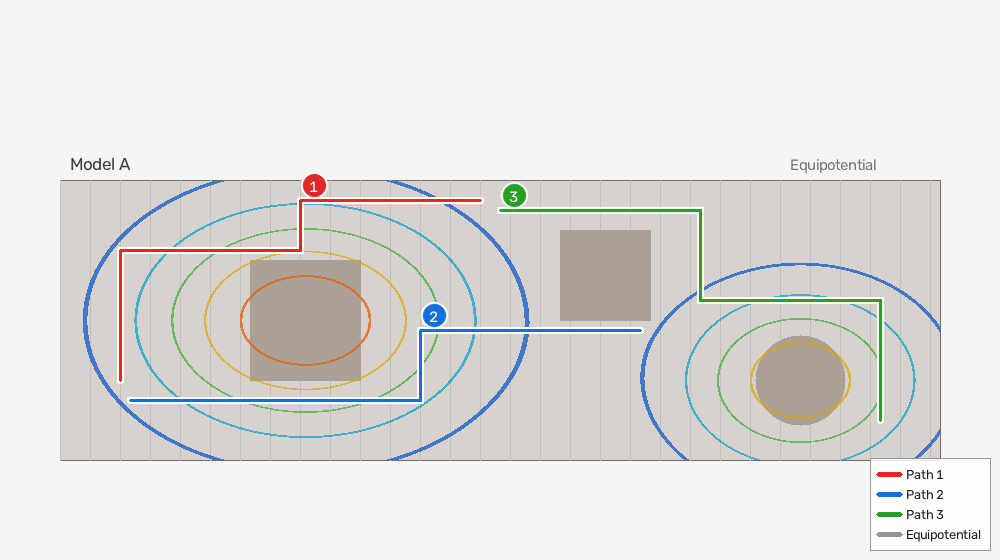 Model A
Equipotential
1
3
2
Path 1
Path 2
Path 3
Equipotential